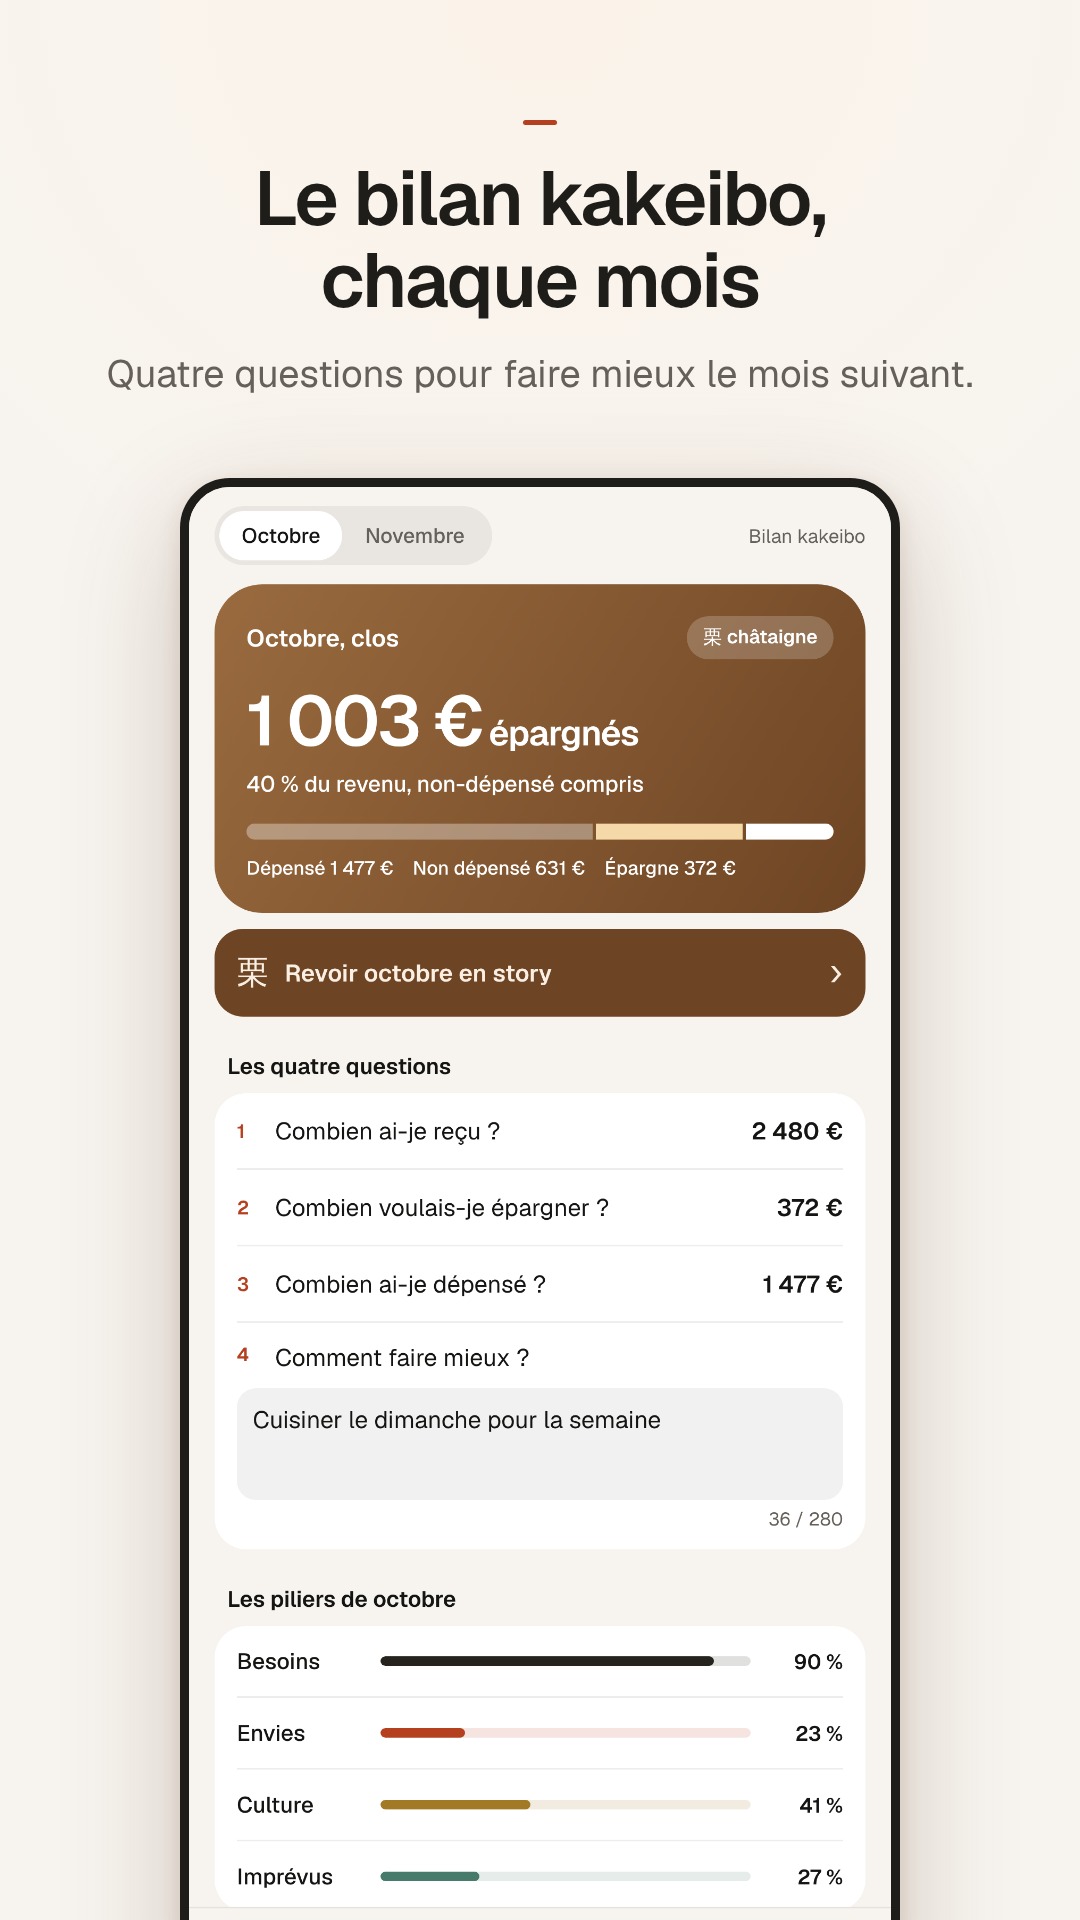 Le bilan kakeibo,
chaque mois
Quatre questions pour faire mieux le mois suivant.
Octobre Novembre Bilan kakeibo
Octobre, clos 栗 châtaigne
1 003 € épargnés
40 % du revenu, non-dépensé compris
Dépensé 1 477 € Non dépensé 631 € Épargne 372 €
栗 Revoir octobre en story ›
Les quatre questions
1 Combien ai-je reçu ? 2 480 €
2 Combien voulais-je épargner ? 372 €
3 Combien ai-je dépensé ? 1 477 €
4 Comment faire mieux ?
Cuisiner le dimanche pour la semaine
36 / 280
Les piliers de octobre
Besoins 90 %
Envies 23 %
Culture 41 %
Imprévus 27 %